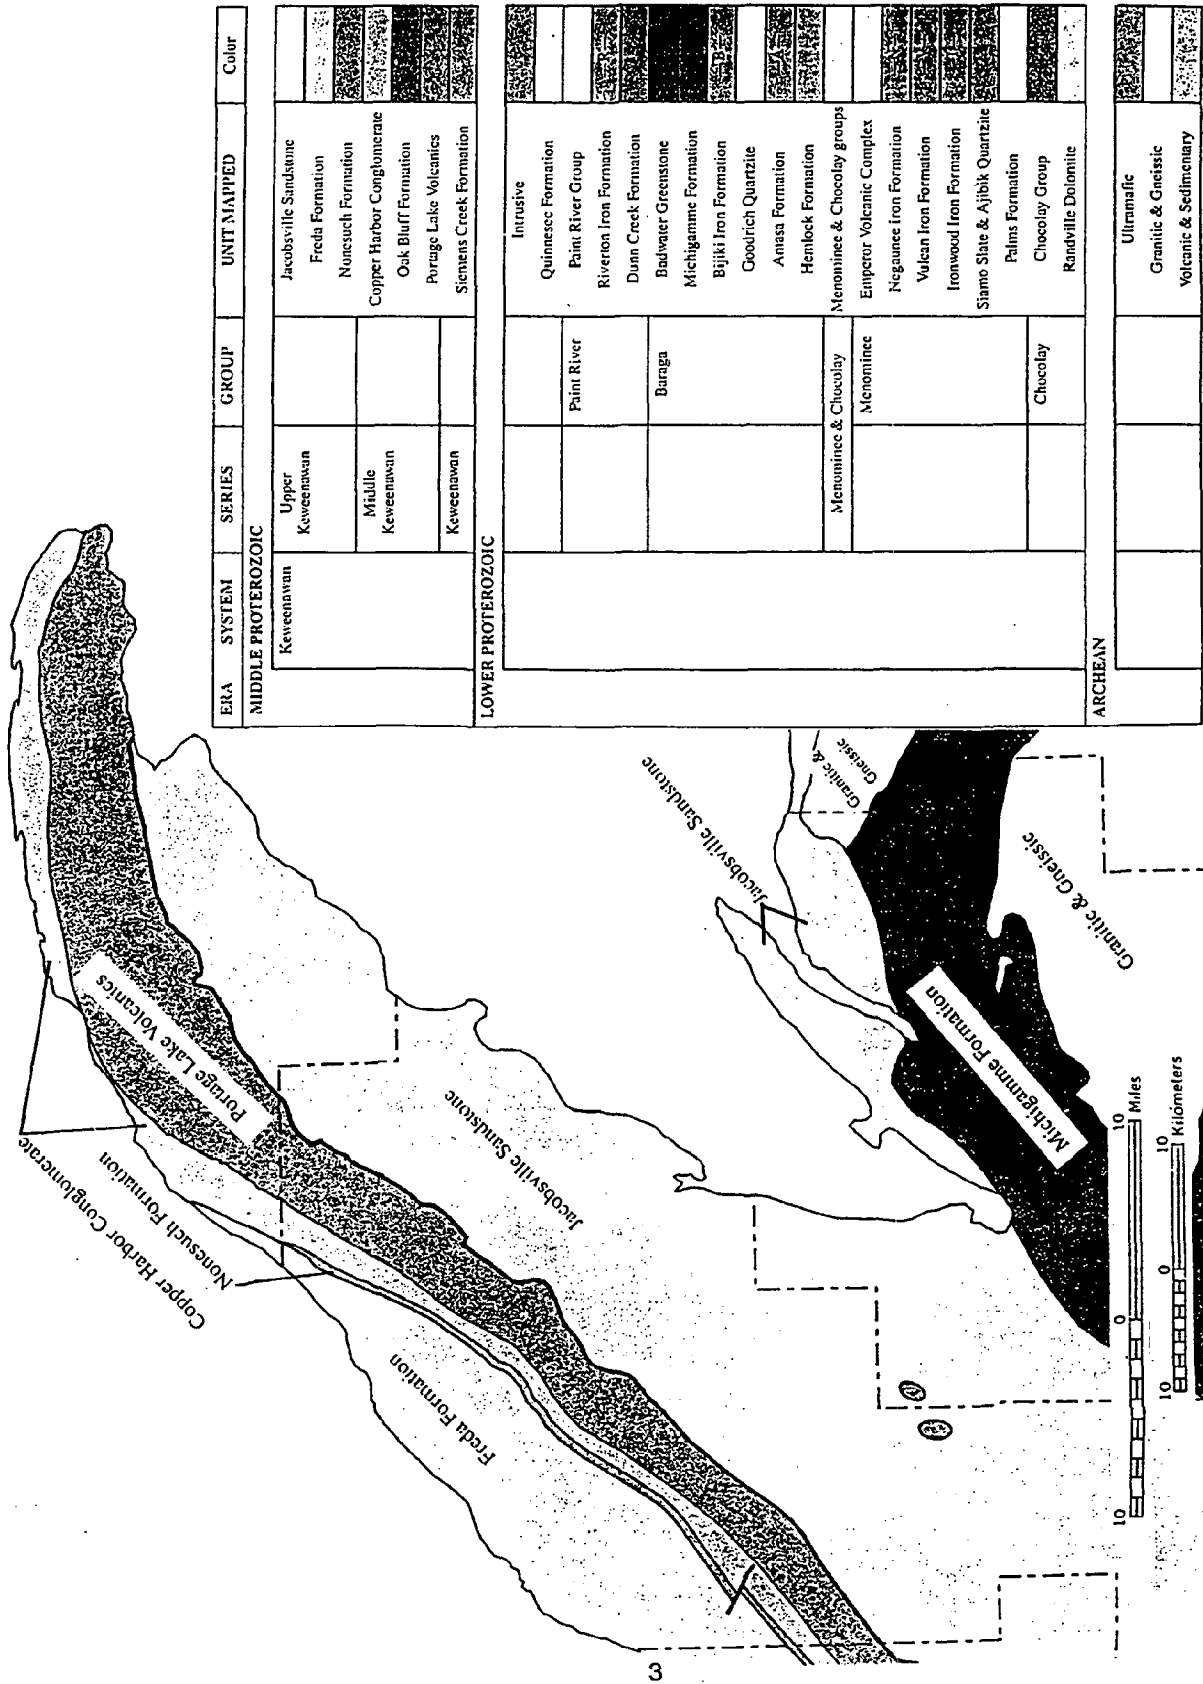 ERA SYSTEM SERIES GROUP UNIT MAPPED Color
MIDDLE PROTEROZOIC
Keweenawan Upper Jacobsville Sandstone
Keweenawan Freda Formation
Nonesuch Formation
Middle Copper Harbor Conglomerate
Keweenawan Oak Bluff Formation
Portage Lake Volcanics
Keweenawan Siemens Creek Formation
LOWER PROTEROZOIC
Intrusive
Quinnesec Formation
Paint River Paint River Group
Riverton Iron Formation
Dunn Creek Formation
Baraga Badwater Greenstone
Michigamme Formation
Bijiki Iron Formation
Goodrich Quartzite
Amasa Formation
Hemlock Formation
Menominee & Chocolay Menominee & Chocolay groups
Menominee Emperor Volcanic Complex
Negaunee Iron Formation
Vulcan Iron Formation
Ironwood Iron Formation
Siamo Slate & Ajibik Quartzite
Palms Formation
Chocolay Chocolay Group
Randville Dolomite
ARCHEAN
Ultramafic
Granitic & Gneissic
Volcanic & Sedimentary
Copper Harbor Conglomerate
Nonesuch Formation
Portage Lake Volcanics
Freda Formation
Jacobsville Sandstone
Jacobsville Sandstone
Granitic &
Gneissic
Michigamme Formation
Granitic & Gneissic
10 0 10
Miles
10 0 10
Kilometers
3